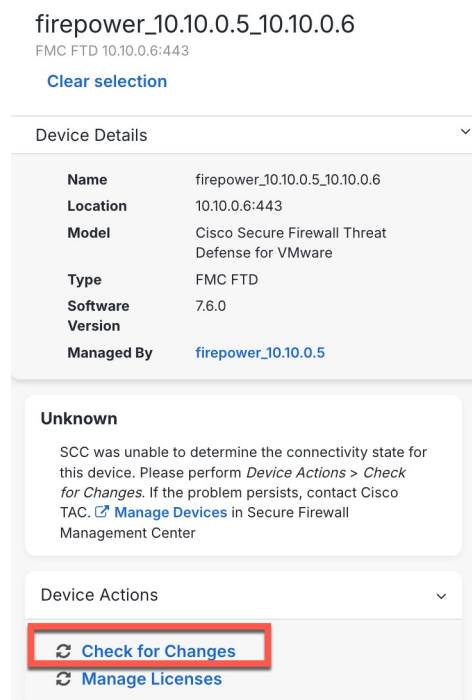 firepower_10.10.0.5_10.10.0.6
FMC FTD 10.10.0.6:443
Clear selection
Device Details
Name firepower_10.10.0.5_10.10.0.6
Location 10.10.0.6:443
Model Cisco Secure Firewall Threat
Defense for VMware
Type FMC FTD
Software 7.6.0
Version
Managed By firepower_10.10.0.5
Unknown
SCC was unable to determine the connectivity state for
this device. Please perform Device Actions > Check
for Changes. If the problem persists, contact Cisco
TAC. Manage Devices in Secure Firewall
Management Center
Device Actions
Check for Changes
Manage Licenses